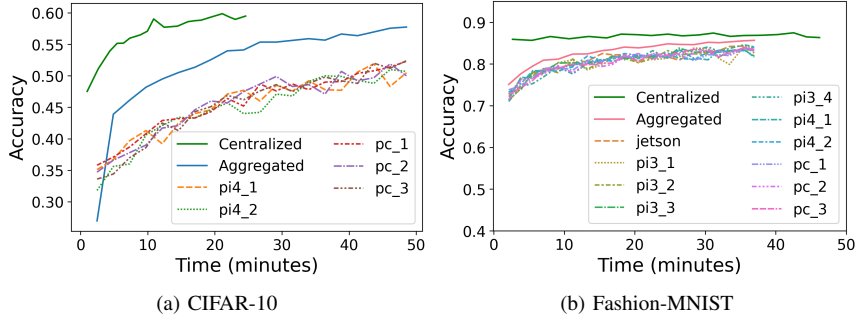 0.60
0.55
0.50
0.45
0.40
0.35
0.30
Accuracy
0 10 20 30 40 50
Time (minutes)
Centralized
Aggregated
pi4_1
pi4_2
pc_1
pc_2
pc_3
(a) CIFAR-10
0.9
0.8
0.7
0.6
0.5
0.4
Accuracy
0 10 20 30 40 50
Time (minutes)
Centralized
Aggregated
jetson
pi3_1
pi3_2
pi3_3
pi3_4
pi4_1
pi4_2
pc_1
pc_2
pc_3
(b) Fashion-MNIST